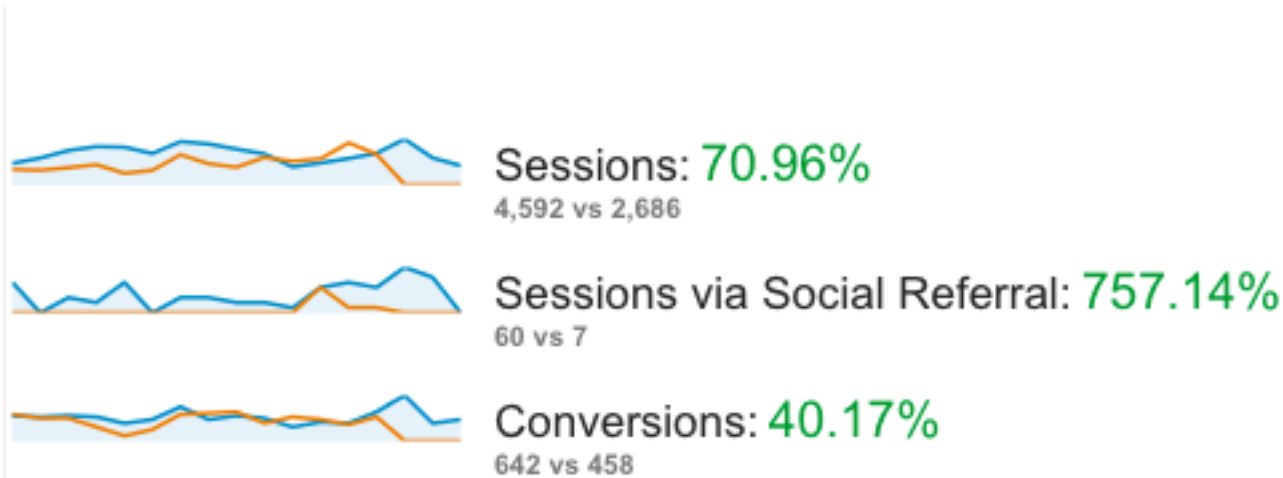 Sessions: 70.96%
4,592 vs 2,686
Sessions via Social Referral: 757.14%
60 vs 7
Conversions: 40.17%
642 vs 458